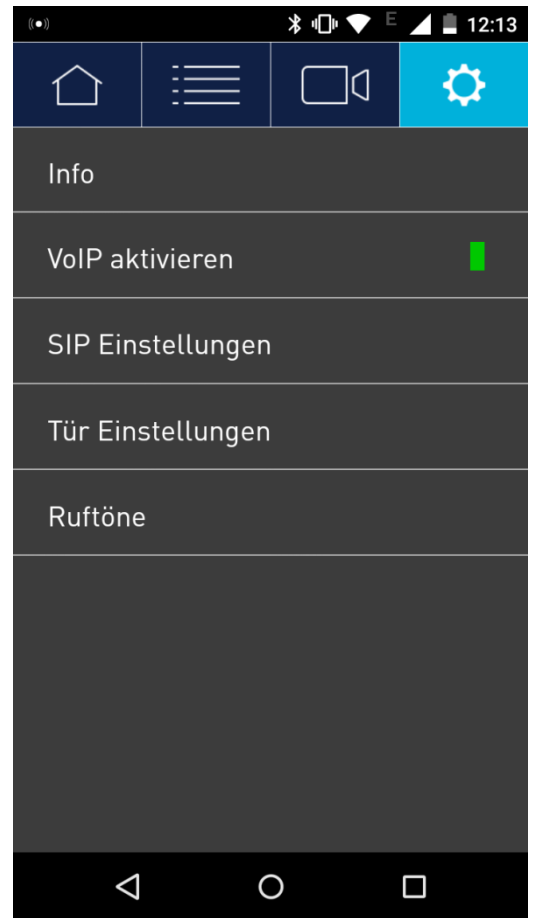 E 12:13
Info
VoIP aktivieren
SIP Einstellungen
Tür Einstellungen
Ruftöne